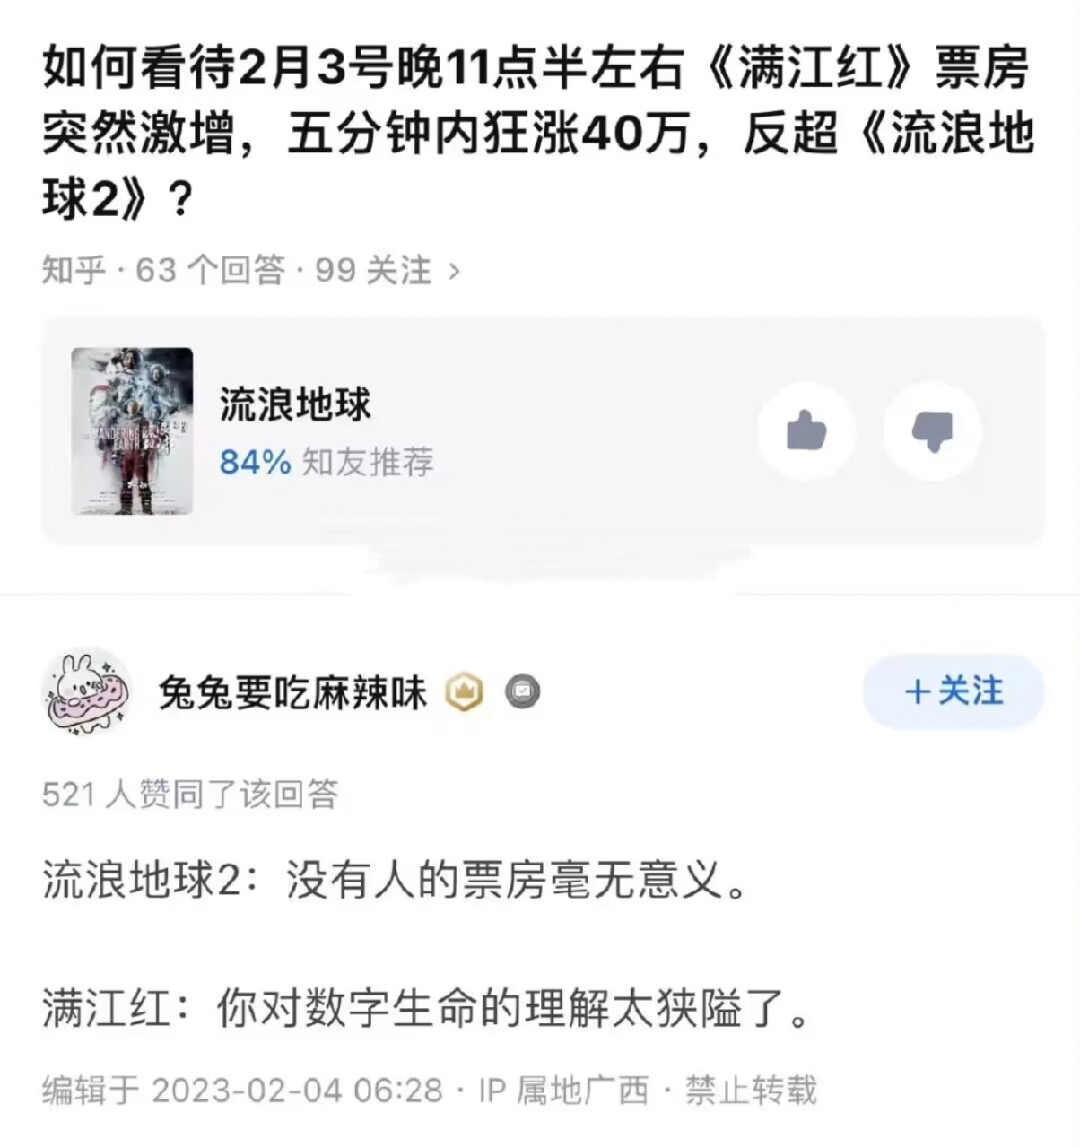 如何看待2月3号晚11点半左右《满江红》票房
突然激增，五分钟内狂涨40万，反超《流浪地
球2》？
知乎 · 63 个回答 · 99 关注 >
流浪地球
84% 知友推荐
兔兔要吃麻辣味
+关注
521 人赞同了该回答
流浪地球2：没有人的票房毫无意义。
满江红：你对数字生命的理解太狭隘了。
编辑于 2023-02-04 06:28 · IP 属地广西 · 禁止转载